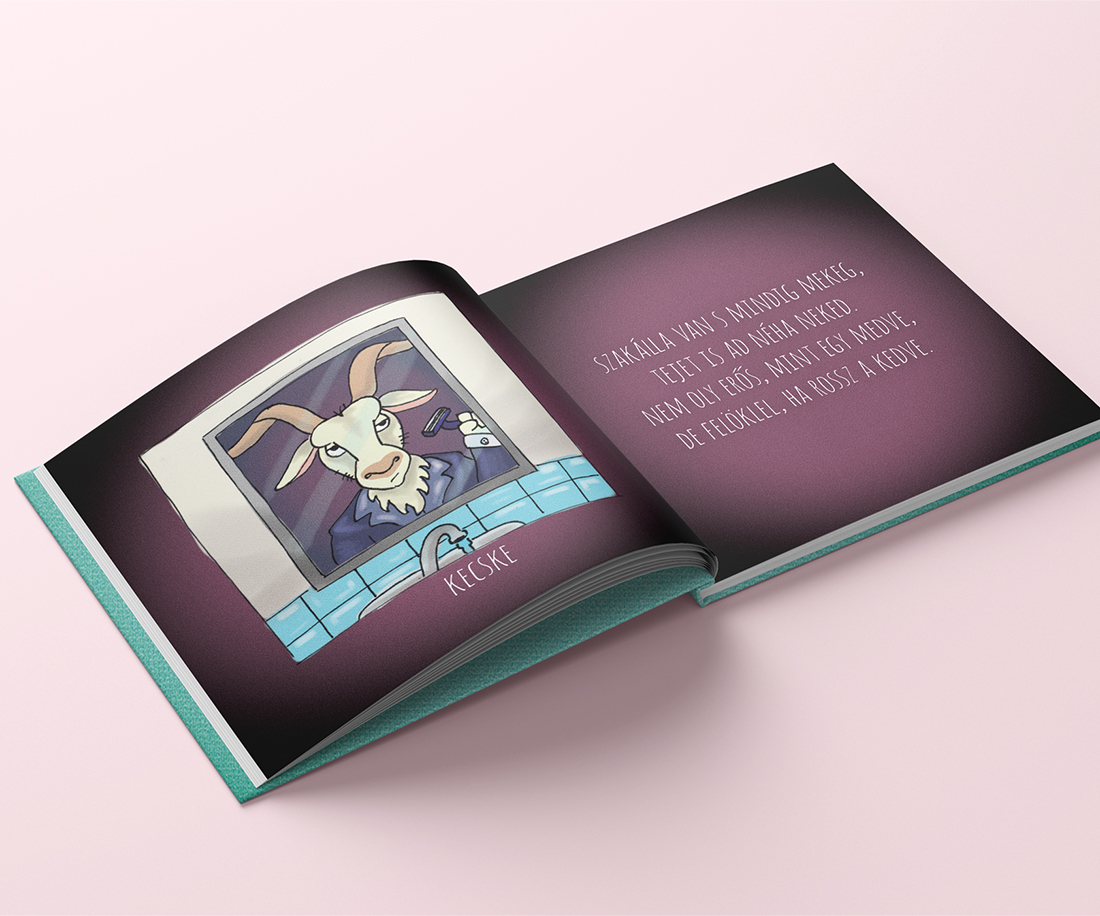 KECSKE
SZAKÁLLA VAN S MINDIG MEKEG,
TEJET IS AD NÉHA NEKED.
NEM OLY ERŐS, MINT EGY MEDVE,
DE FELÖKLEL, HA ROSSZ A KEDVE.